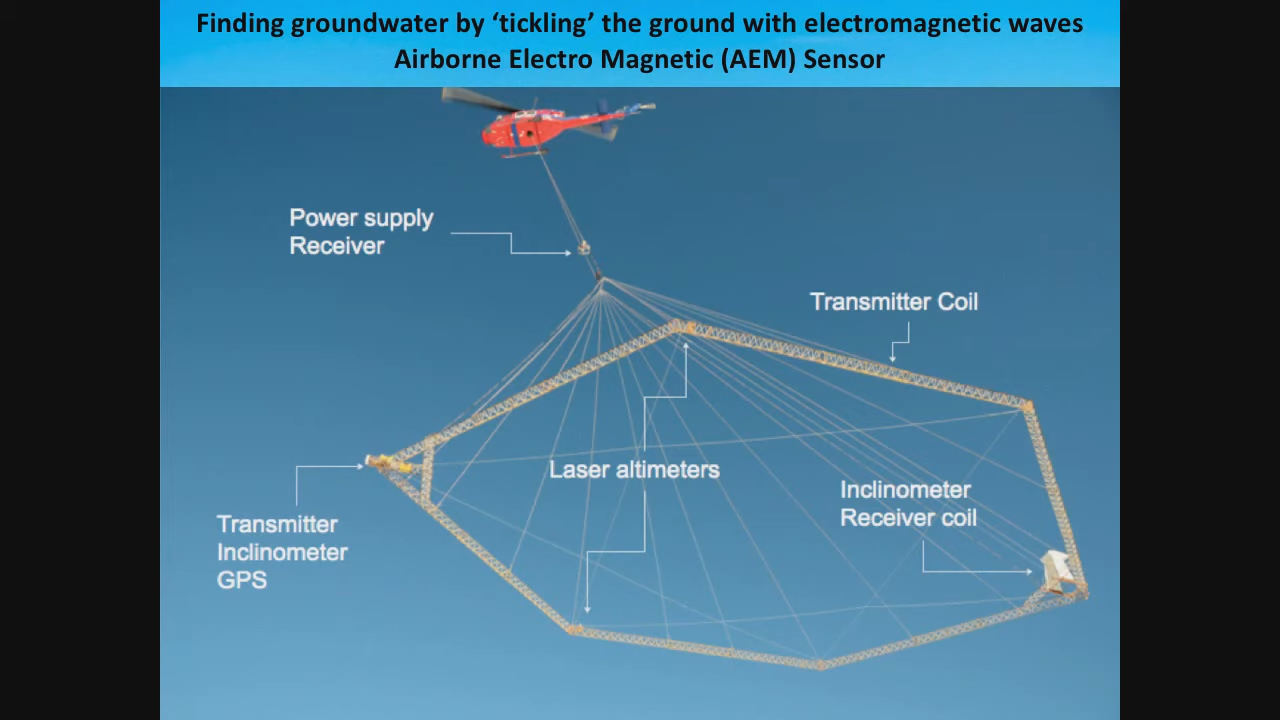 Finding groundwater by ‘tickling’ the ground with electromagnetic waves
Airborne Electro Magnetic (AEM) Sensor
Power supply
Receiver
Transmitter Coil
Laser altimeters
Inclinometer
Receiver coil
Transmitter
Inclinometer
GPS